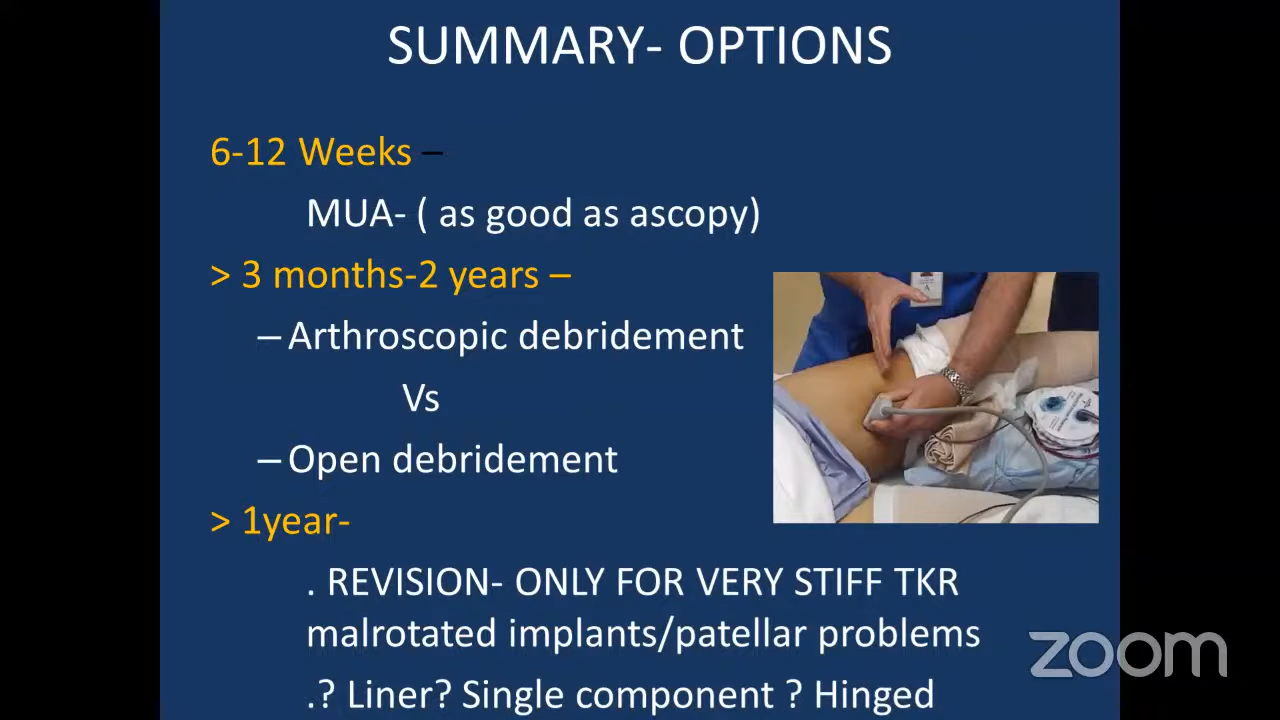 SUMMARY- OPTIONS
6-12 Weeks –
MUA- ( as good as ascopy)
> 3 months-2 years –
– Arthroscopic debridement
Vs
– Open debridement
> 1year-
. REVISION- ONLY FOR VERY STIFF TKR
malrotated implants/patellar problems
.? Liner? Single component ? Hinged
zoom